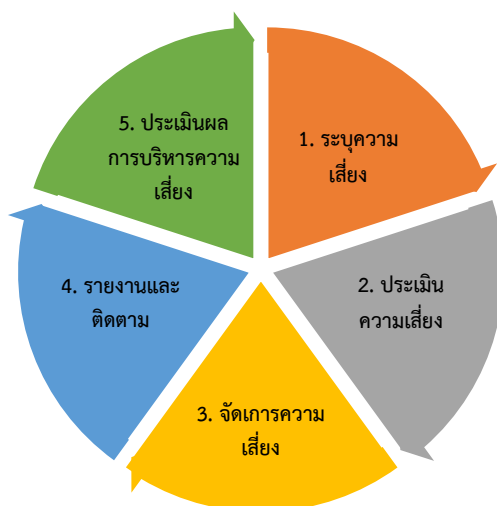 1. ระบุความ
เสี่ยง
2. ประเมิน
ความเสี่ยง
3. จัดเการความ
เสี่ยง
4. รายงานและ
ติดตาม
5. ประเมินผล
การบริหารความ
เสี่ยง